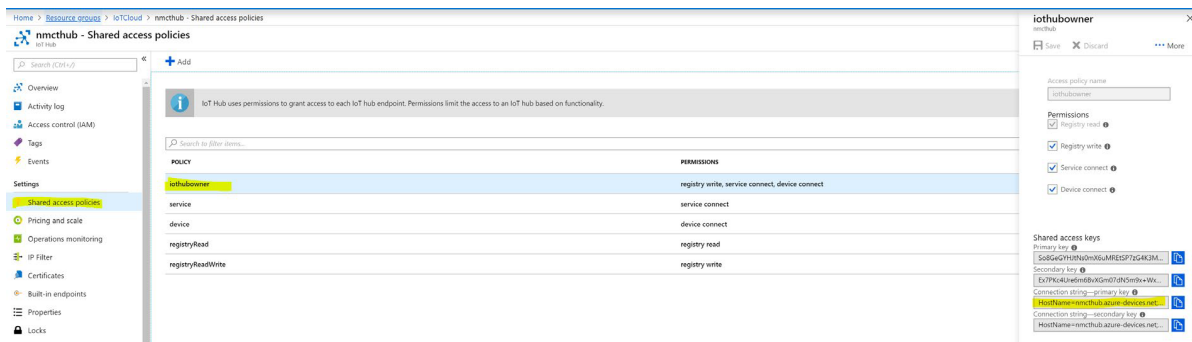 Home > Resource groups > IoTCloud > nmcthub - Shared access policies
nmcthub - Shared access policies
IoT Hub
Search (Ctrl+/)
«
Overview
Activity log
Access control (IAM)
Tags
Events
Settings
Shared access policies
Pricing and scale
Operations monitoring
IP Filter
Certificates
Built-in endpoints
Properties
Locks
+ Add
IoT Hub uses permissions to grant access to each IoT hub endpoint. Permissions limit the access to an IoT hub based on functionality.
Search to filter items...
POLICY PERMISSIONS
iothubowner registry write, service connect, device connect
service service connect
device device connect
registryRead registry read
registryReadWrite registry write
iothubowner
nmcthub
Save Discard ••• More
Access policy name
iothubowner
Permissions
Registry read
Registry write
Service connect
Device connect
Shared access keys
Primary key
So8GeGYHJtNs0mX6uMREtSP7zG4K3M...
Secondary key
Ex7PKc4Ure6m6BvXGm07dN5m9x+Wx...
Connection string—primary key
HostName=nmcthub.azure-devices.net;...
Connection string—secondary key
HostName=nmcthub.azure-devices.net;...